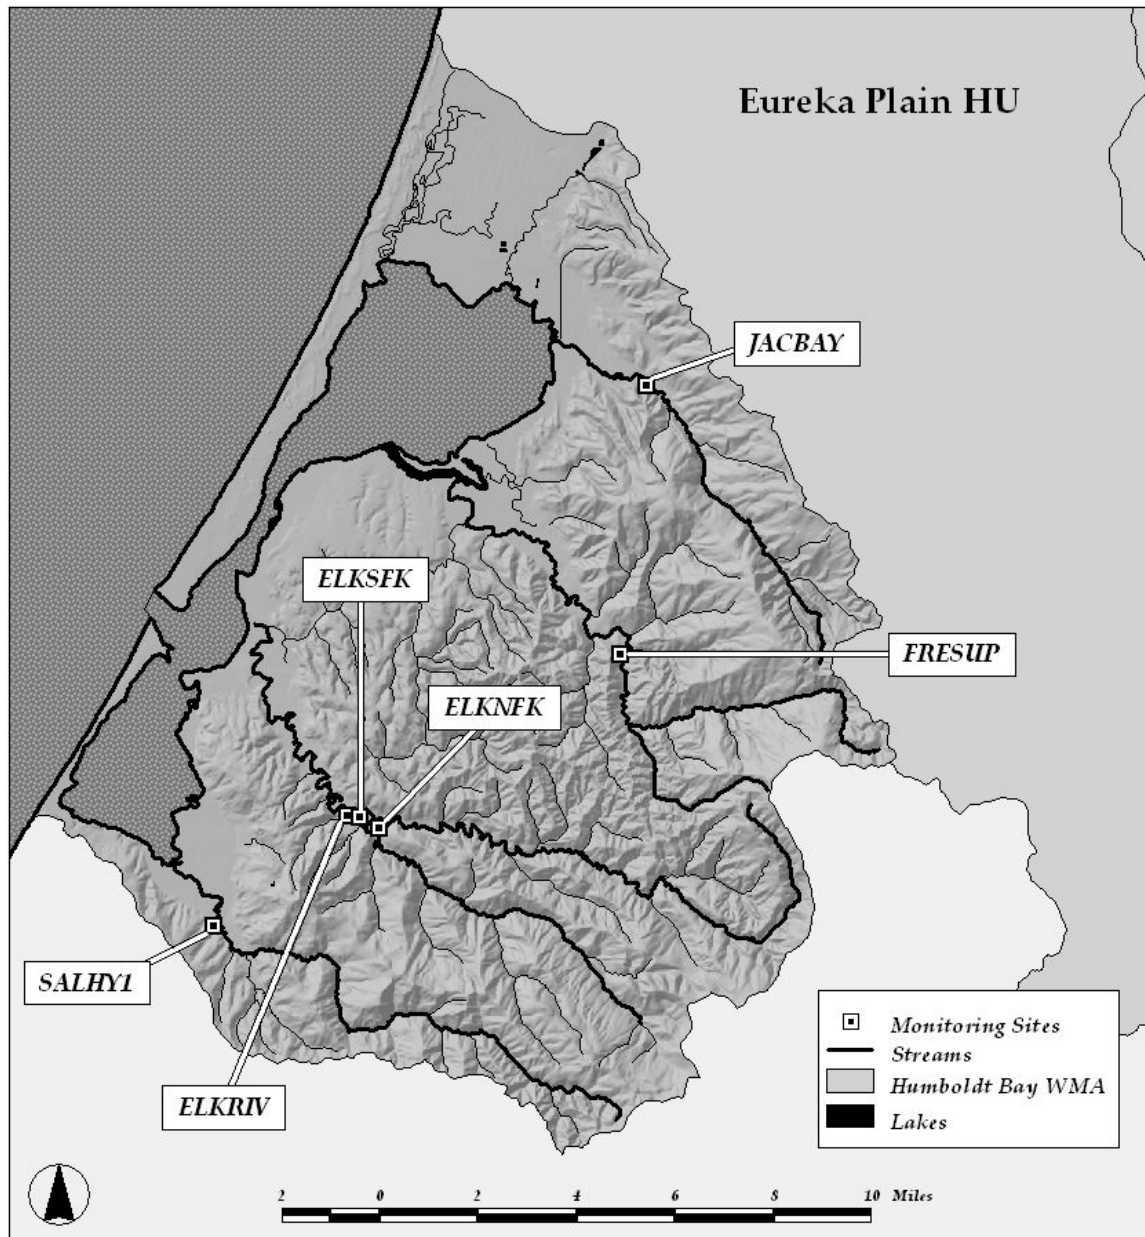 Eureka Plain HU
JACBAY
ELKSFK
FRESUP
ELKNFK
SALHY1
ELKRIV
Monitoring Sites
Streams
Humboldt Bay WMA
Lakes
2 0 2 4 6 8 10 Miles